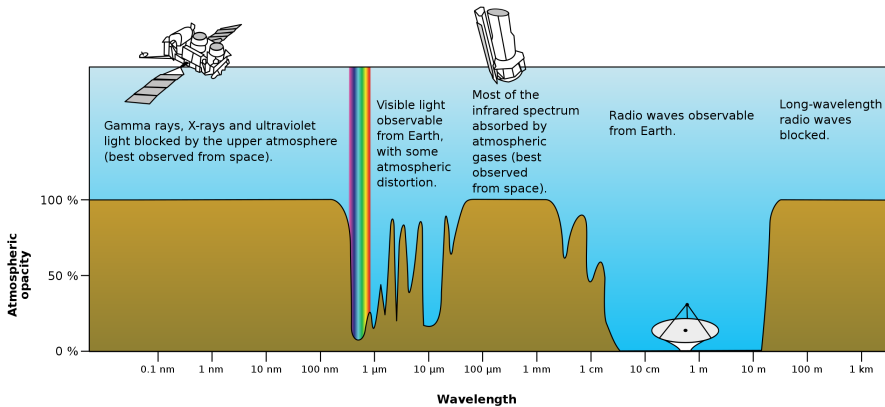 Gamma rays, X-rays and ultraviolet
light blocked by the upper atmosphere
(best observed from space).
Visible light
observable
from Earth,
with some
atmospheric
distortion.
Most of the
infrared spectrum
absorbed by
atmospheric
gases (best
observed
from space).
Radio waves observable
from Earth.
Long-wavelength
radio waves
blocked.
Atmospheric
opacity
100 %
50 %
0 %
0.1 nm
1 nm
10 nm
100 nm
1 μm
10 μm
100 μm
1 mm
1 cm
10 cm
1 m
10 m
100 m
1 km
Wavelength